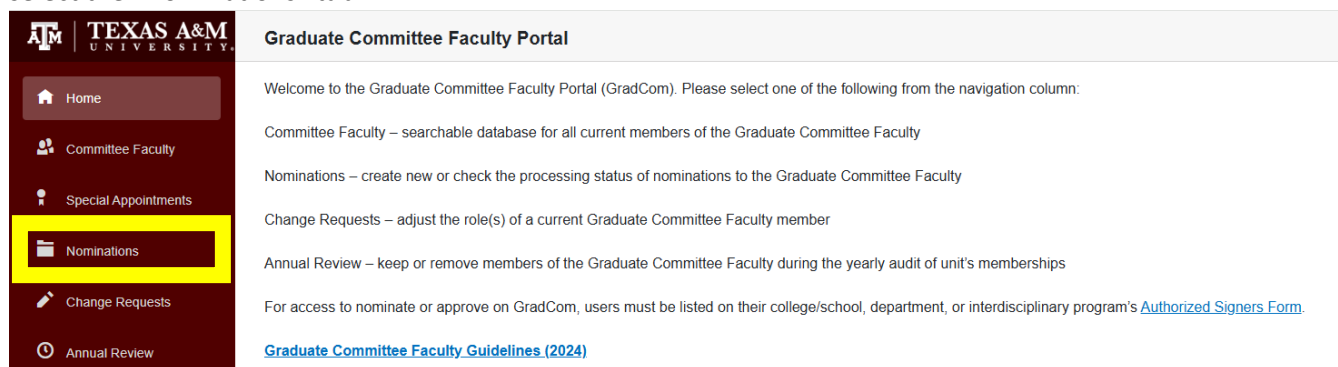 TEXAS A&M
UNIVERSITY.
Home
Committee Faculty
Special Appointments
Nominations
Change Requests
Annual Review
Graduate Committee Faculty Portal
Welcome to the Graduate Committee Faculty Portal (GradCom). Please select one of the following from the navigation column:
Committee Faculty – searchable database for all current members of the Graduate Committee Faculty
Nominations – create new or check the processing status of nominations to the Graduate Committee Faculty
Change Requests – adjust the role(s) of a current Graduate Committee Faculty member
Annual Review – keep or remove members of the Graduate Committee Faculty during the yearly audit of unit's memberships
For access to nominate or approve on GradCom, users must be listed on their college/school, department, or interdisciplinary program's Authorized Signers Form.
Graduate Committee Faculty Guidelines (2024)